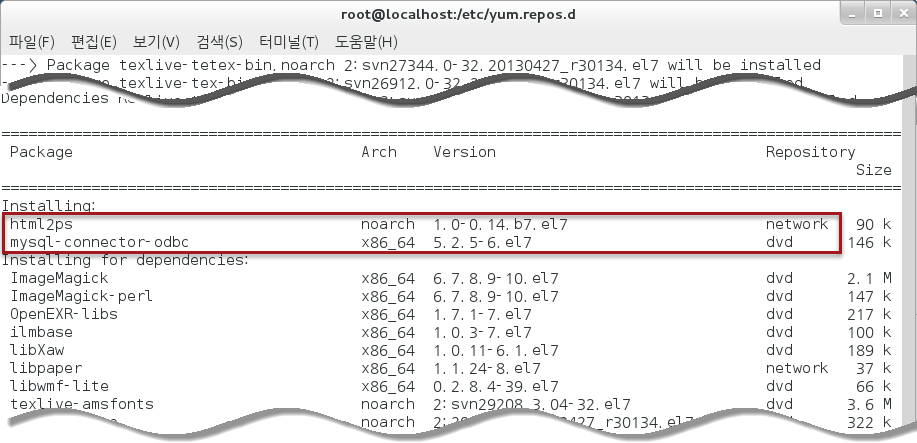 root@localhost:/etc/yum.repos.d
파일(F) 편집(E) 보기(V) 검색(S) 터미널(T) 도움말(H)
---> Package texlive-tetex-bin.noarch 2:svn27344.0-32.20130427_r30134.el7 will be installed
Dependencies
================================================================================
Package Arch Version Repository
Size
================================================================================
Installing:
html2ps noarch 1.0-0.14.b7.el7 network 90 k
mysql-connector-odbc x86_64 5.2.5-6.el7 dvd 146 k
Installing for dependencies:
ImageMagick x86_64 6.7.8.9-10.el7 dvd 2.1 M
ImageMagick-perl x86_64 6.7.8.9-10.el7 dvd 147 k
OpenEXR-libs x86_64 1.7.1-7.el7 dvd 217 k
ilmbase x86_64 1.0.3-7.el7 dvd 100 k
libXaw x86_64 1.0.11-6.1.el7 dvd 189 k
libpaper x86_64 1.1.24-8.el7 network 37 k
libwmf-lite x86_64 0.2.8.4-39.el7 dvd 66 k
texlive-amsfonts noarch 2:svn29208.3.04-32.el7 dvd 3.6 M
noarch dvd 322 k